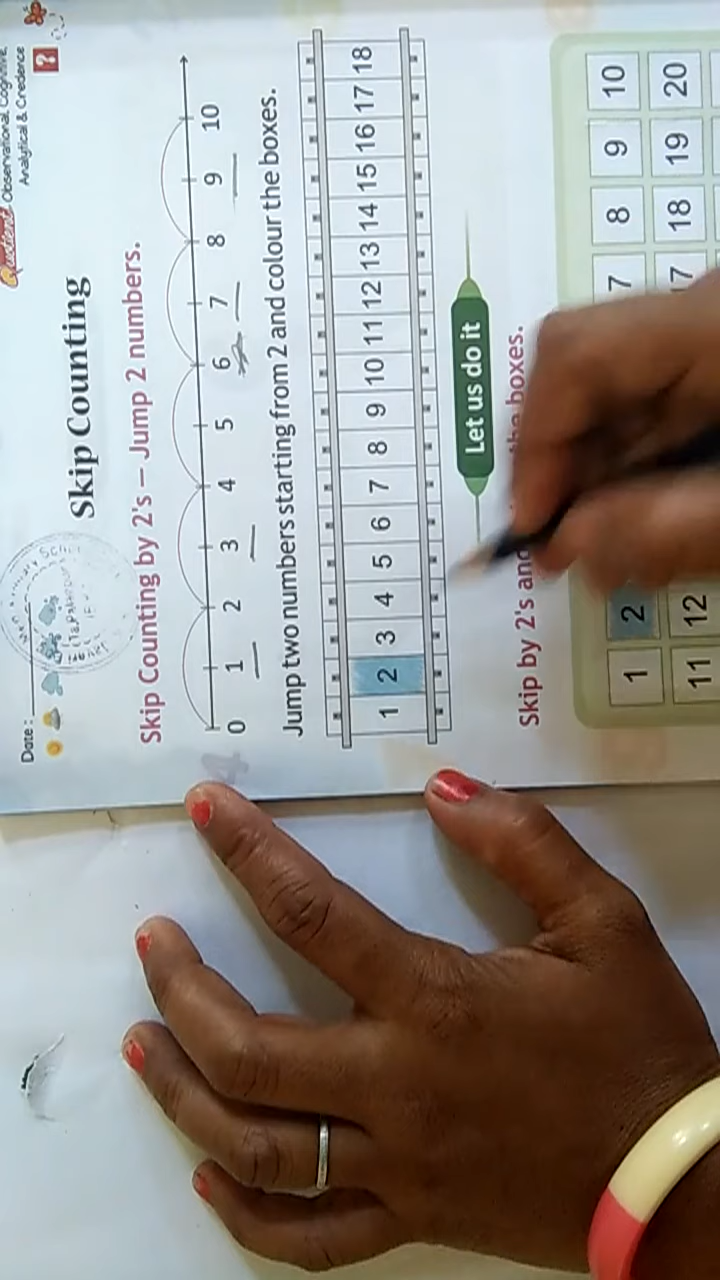 Observational, Cognitive
Analytical & Credence
?
Date :
Skip Counting
Skip Counting by 2's – Jump 2 numbers.
0 1 2 3 4 5 6 7 8 9 10
Jump two numbers starting from 2 and colour the boxes.
1 2 3 4 5 6 7 8 9 10 11 12 13 14 15 16 17 18
Let us do it
Skip by 2's and the boxes.
1 2 7 8 9 10
11 12 17 18 19 20